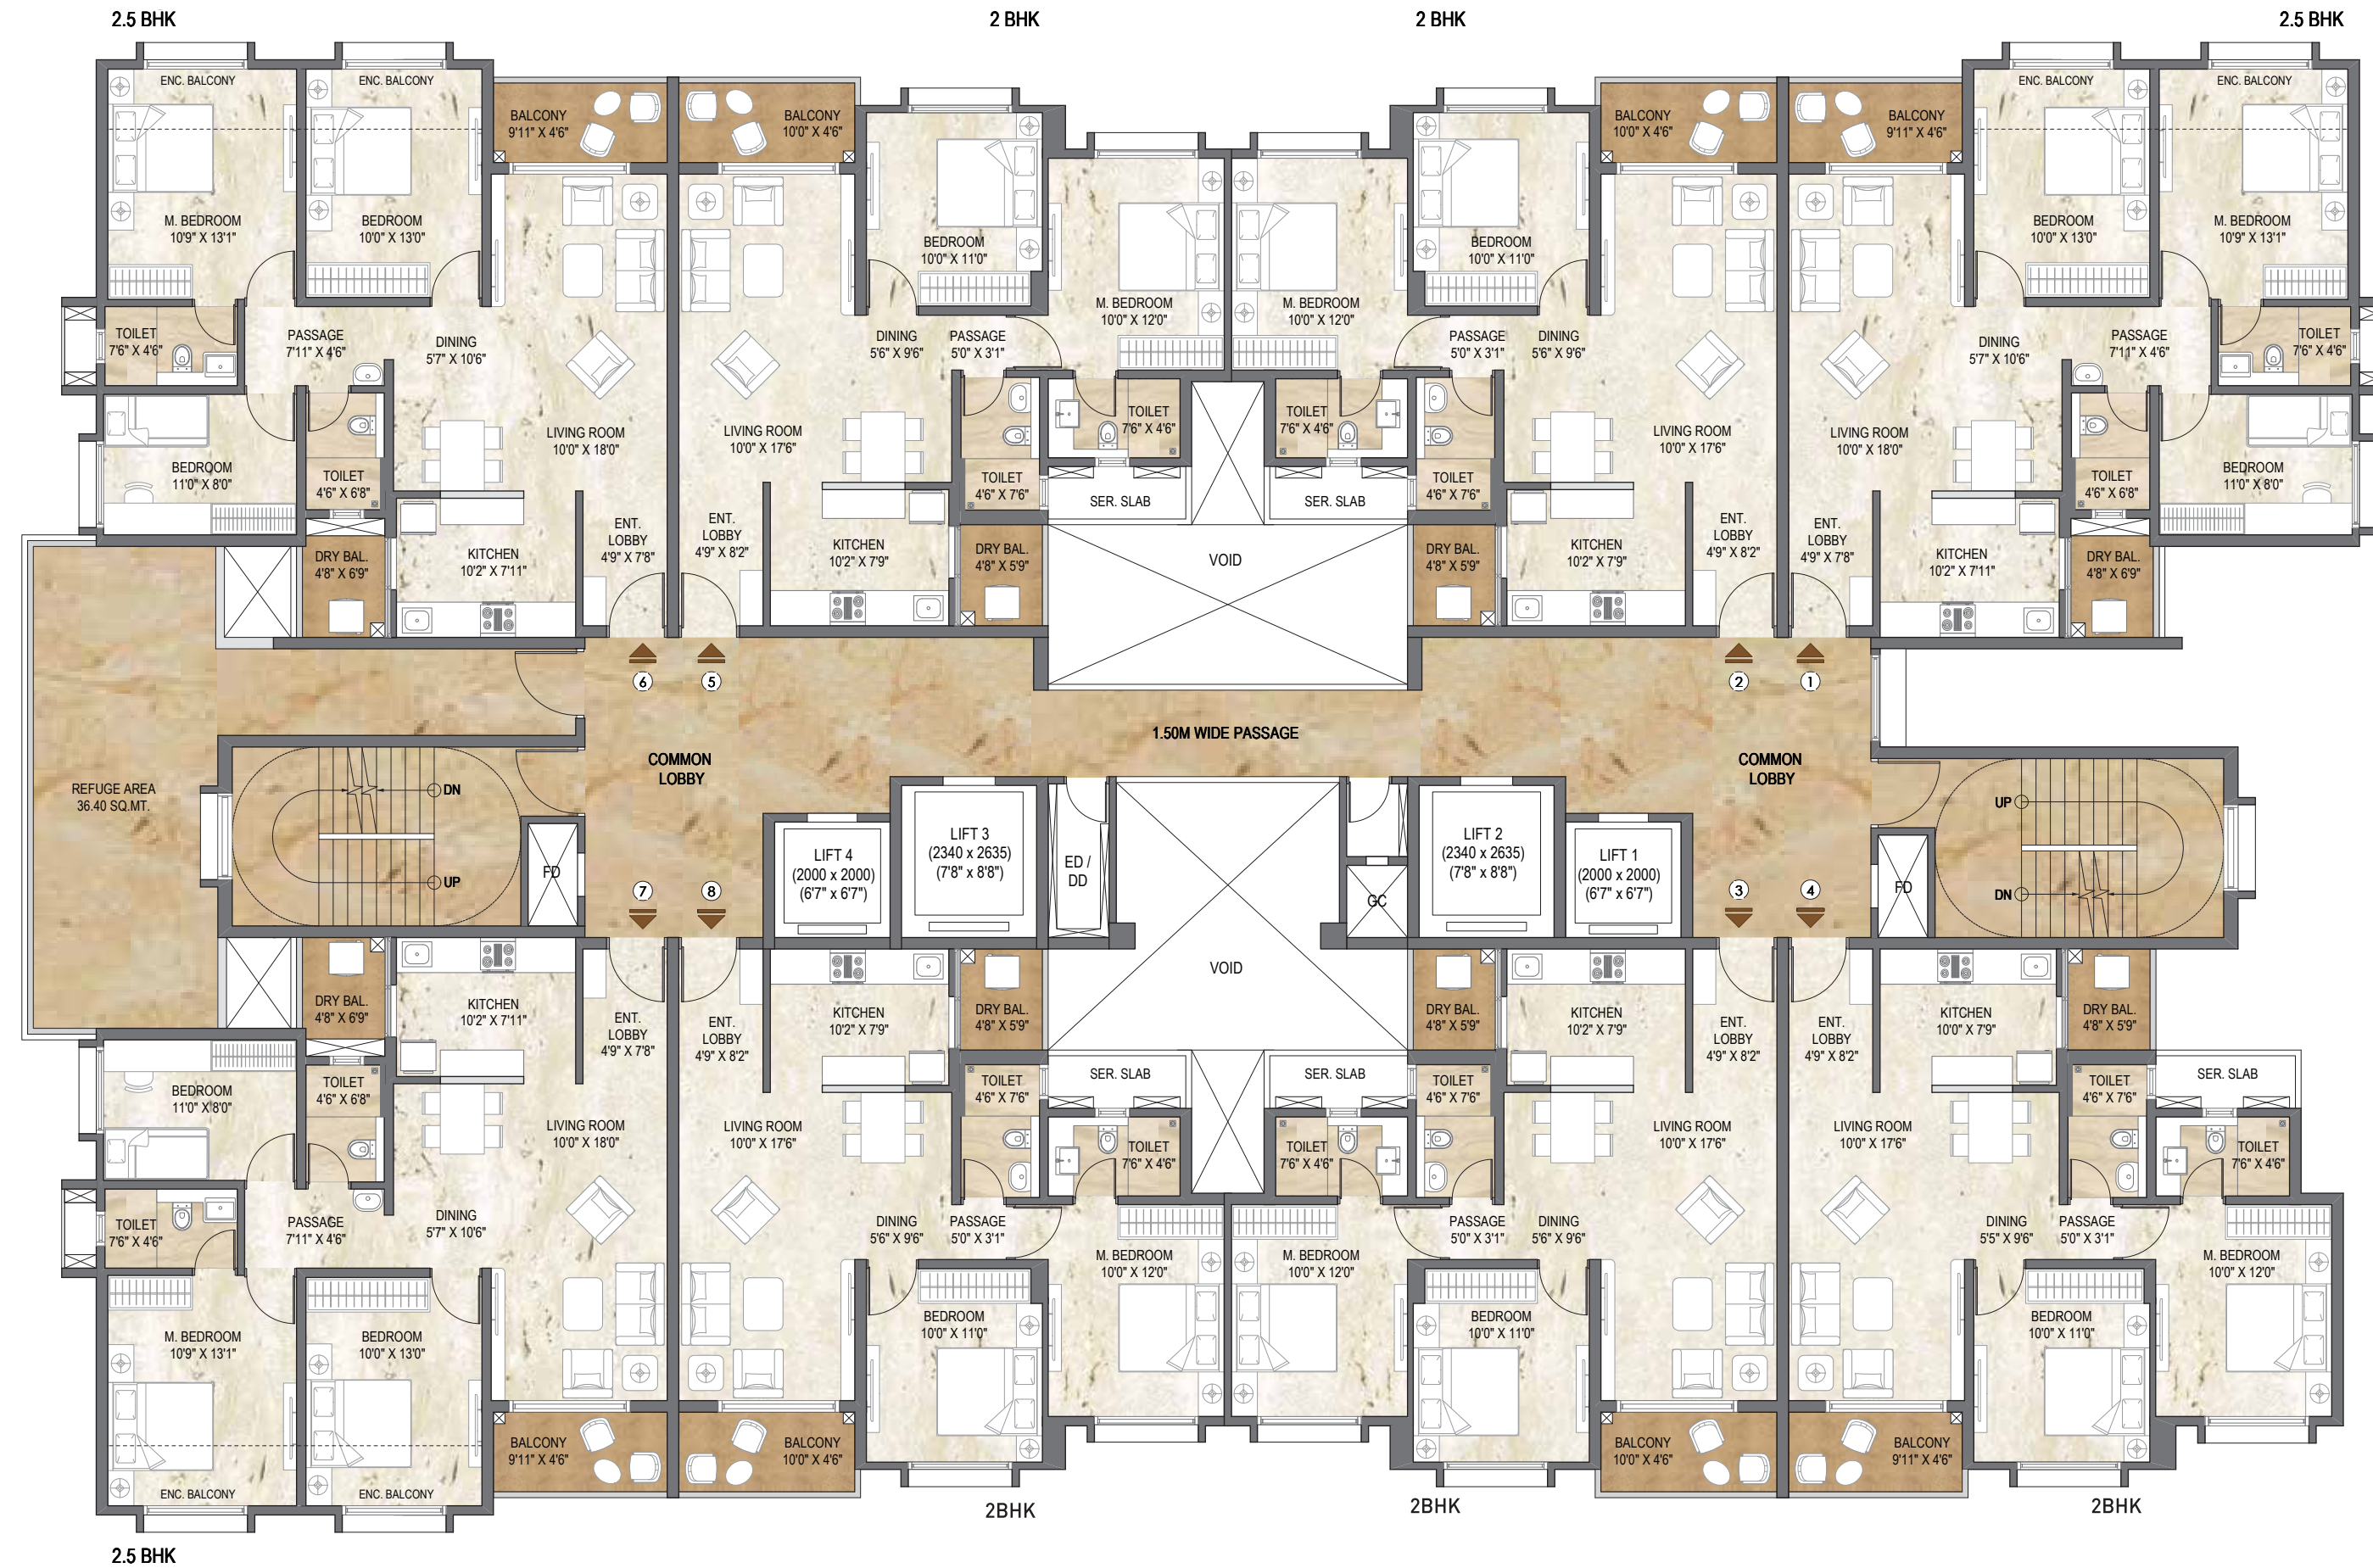 2.5 BHK
2 BHK
2 BHK
2.5 BHK
ENC. BALCONY
ENC. BALCONY
BALCONY
9'11" X 4'6"
BALCONY
10'0" X 4'6"
BALCONY
10'0" X 4'6"
BALCONY
9'11" X 4'6"
ENC. BALCONY
ENC. BALCONY
M. BEDROOM
10'9" X 13'1"
BEDROOM
10'0" X 13'0"
BEDROOM
10'0" X 11'0"
M. BEDROOM
10'0" X 12'0"
M. BEDROOM
10'0" X 12'0"
BEDROOM
10'0" X 11'0"
BEDROOM
10'0" X 13'0"
M. BEDROOM
10'9" X 13'1"
TOILET
7'6" X 4'6"
PASSAGE
7'11" X 4'6"
DINING
5'7" X 10'6"
DINING
5'6" X 9'6"
PASSAGE
5'0" X 3'1"
PASSAGE
5'0" X 3'1"
DINING
5'6" X 9'6"
DINING
5'7" X 10'6"
PASSAGE
7'11" X 4'6"
TOILET
7'6" X 4'6"
BEDROOM
11'0" X 8'0"
TOILET
4'6" X 6'8"
LIVING ROOM
10'0" X 18'0"
LIVING ROOM
10'0" X 17'6"
TOILET
4'6" X 7'6"
TOILET
7'6" X 4'6"
TOILET
7'6" X 4'6"
TOILET
4'6" X 7'6"
LIVING ROOM
10'0" X 17'6"
LIVING ROOM
10'0" X 18'0"
TOILET
4'6" X 6'8"
BEDROOM
11'0" X 8'0"
SER. SLAB
SER. SLAB
DRY BAL.
4'8" X 6'9"
KITCHEN
10'2" X 7'11"
ENT.
LOBBY
4'9" X 7'8"
ENT.
LOBBY
4'9" X 8'2"
KITCHEN
10'2" X 7'9"
DRY BAL.
4'8" X 5'9"
VOID
DRY BAL.
4'8" X 5'9"
KITCHEN
10'2" X 7'9"
ENT.
LOBBY
4'9" X 8'2"
ENT.
LOBBY
4'9" X 7'8"
KITCHEN
10'2" X 7'11"
DRY BAL.
4'8" X 6'9"
6
5
2
1
COMMON
LOBBY
1.50M WIDE PASSAGE
COMMON
LOBBY
REFUGE AREA
36.40 SQ.MT.
DN
UP
FD
LIFT 4
(2000 x 2000)
(6'7" x 6'7")
LIFT 3
(2340 x 2635)
(7'8" x 8'8")
ED /
DD
GC
LIFT 2
(2340 x 2635)
(7'8" x 8'8")
LIFT 1
(2000 x 2000)
(6'7" x 6'7")
FD
UP
DN
7
8
3
4
DRY BAL.
4'8" X 6'9"
KITCHEN
10'2" X 7'11"
ENT.
LOBBY
4'9" X 7'8"
ENT.
LOBBY
4'9" X 8'2"
KITCHEN
10'2" X 7'9"
DRY BAL.
4'8" X 5'9"
VOID
DRY BAL.
4'8" X 5'9"
KITCHEN
10'2" X 7'9"
ENT.
LOBBY
4'9" X 8'2"
ENT.
LOBBY
4'9" X 8'2"
KITCHEN
10'0" X 7'9"
DRY BAL.
4'8" X 5'9"
SER. SLAB
SER. SLAB
SER. SLAB
BEDROOM
11'0" X 8'0"
TOILET
4'6" X 6'8"
LIVING ROOM
10'0" X 18'0"
LIVING ROOM
10'0" X 17'6"
TOILET
4'6" X 7'6"
TOILET
7'6" X 4'6"
TOILET
7'6" X 4'6"
TOILET
4'6" X 7'6"
LIVING ROOM
10'0" X 17'6"
LIVING ROOM
10'0" X 17'6"
TOILET
4'6" X 7'6"
TOILET
7'6" X 4'6"
TOILET
7'6" X 4'6"
PASSAGE
7'11" X 4'6"
DINING
5'7" X 10'6"
DINING
5'6" X 9'6"
PASSAGE
5'0" X 3'1"
PASSAGE
5'0" X 3'1"
DINING
5'6" X 9'6"
DINING
5'5" X 9'6"
PASSAGE
5'0" X 3'1"
M. BEDROOM
10'9" X 13'1"
BEDROOM
10'0" X 13'0"
BEDROOM
10'0" X 11'0"
M. BEDROOM
10'0" X 12'0"
M. BEDROOM
10'0" X 12'0"
BEDROOM
10'0" X 11'0"
BEDROOM
10'0" X 11'0"
M. BEDROOM
10'0" X 12'0"
ENC. BALCONY
ENC. BALCONY
BALCONY
9'11" X 4'6"
BALCONY
10'0" X 4'6"
BALCONY
10'0" X 4'6"
BALCONY
9'11" X 4'6"
2BHK
2BHK
2BHK
2.5 BHK